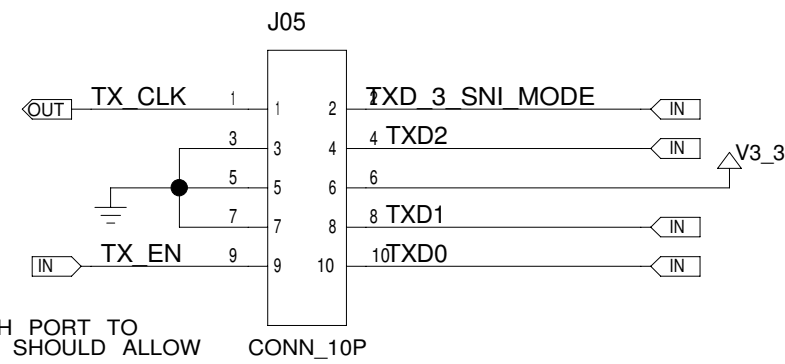 J05
OUT TX_CLK 1 1 2 2 TXD_3_SNI_MODE IN
3 3 4 4 TXD2 IN
5 5 6 6 V3_3
7 7 8 8 TXD1 IN
IN TX_EN 9 9 10 10 TXD0 IN
H PORT TO
SHOULD ALLOW CONN_10P